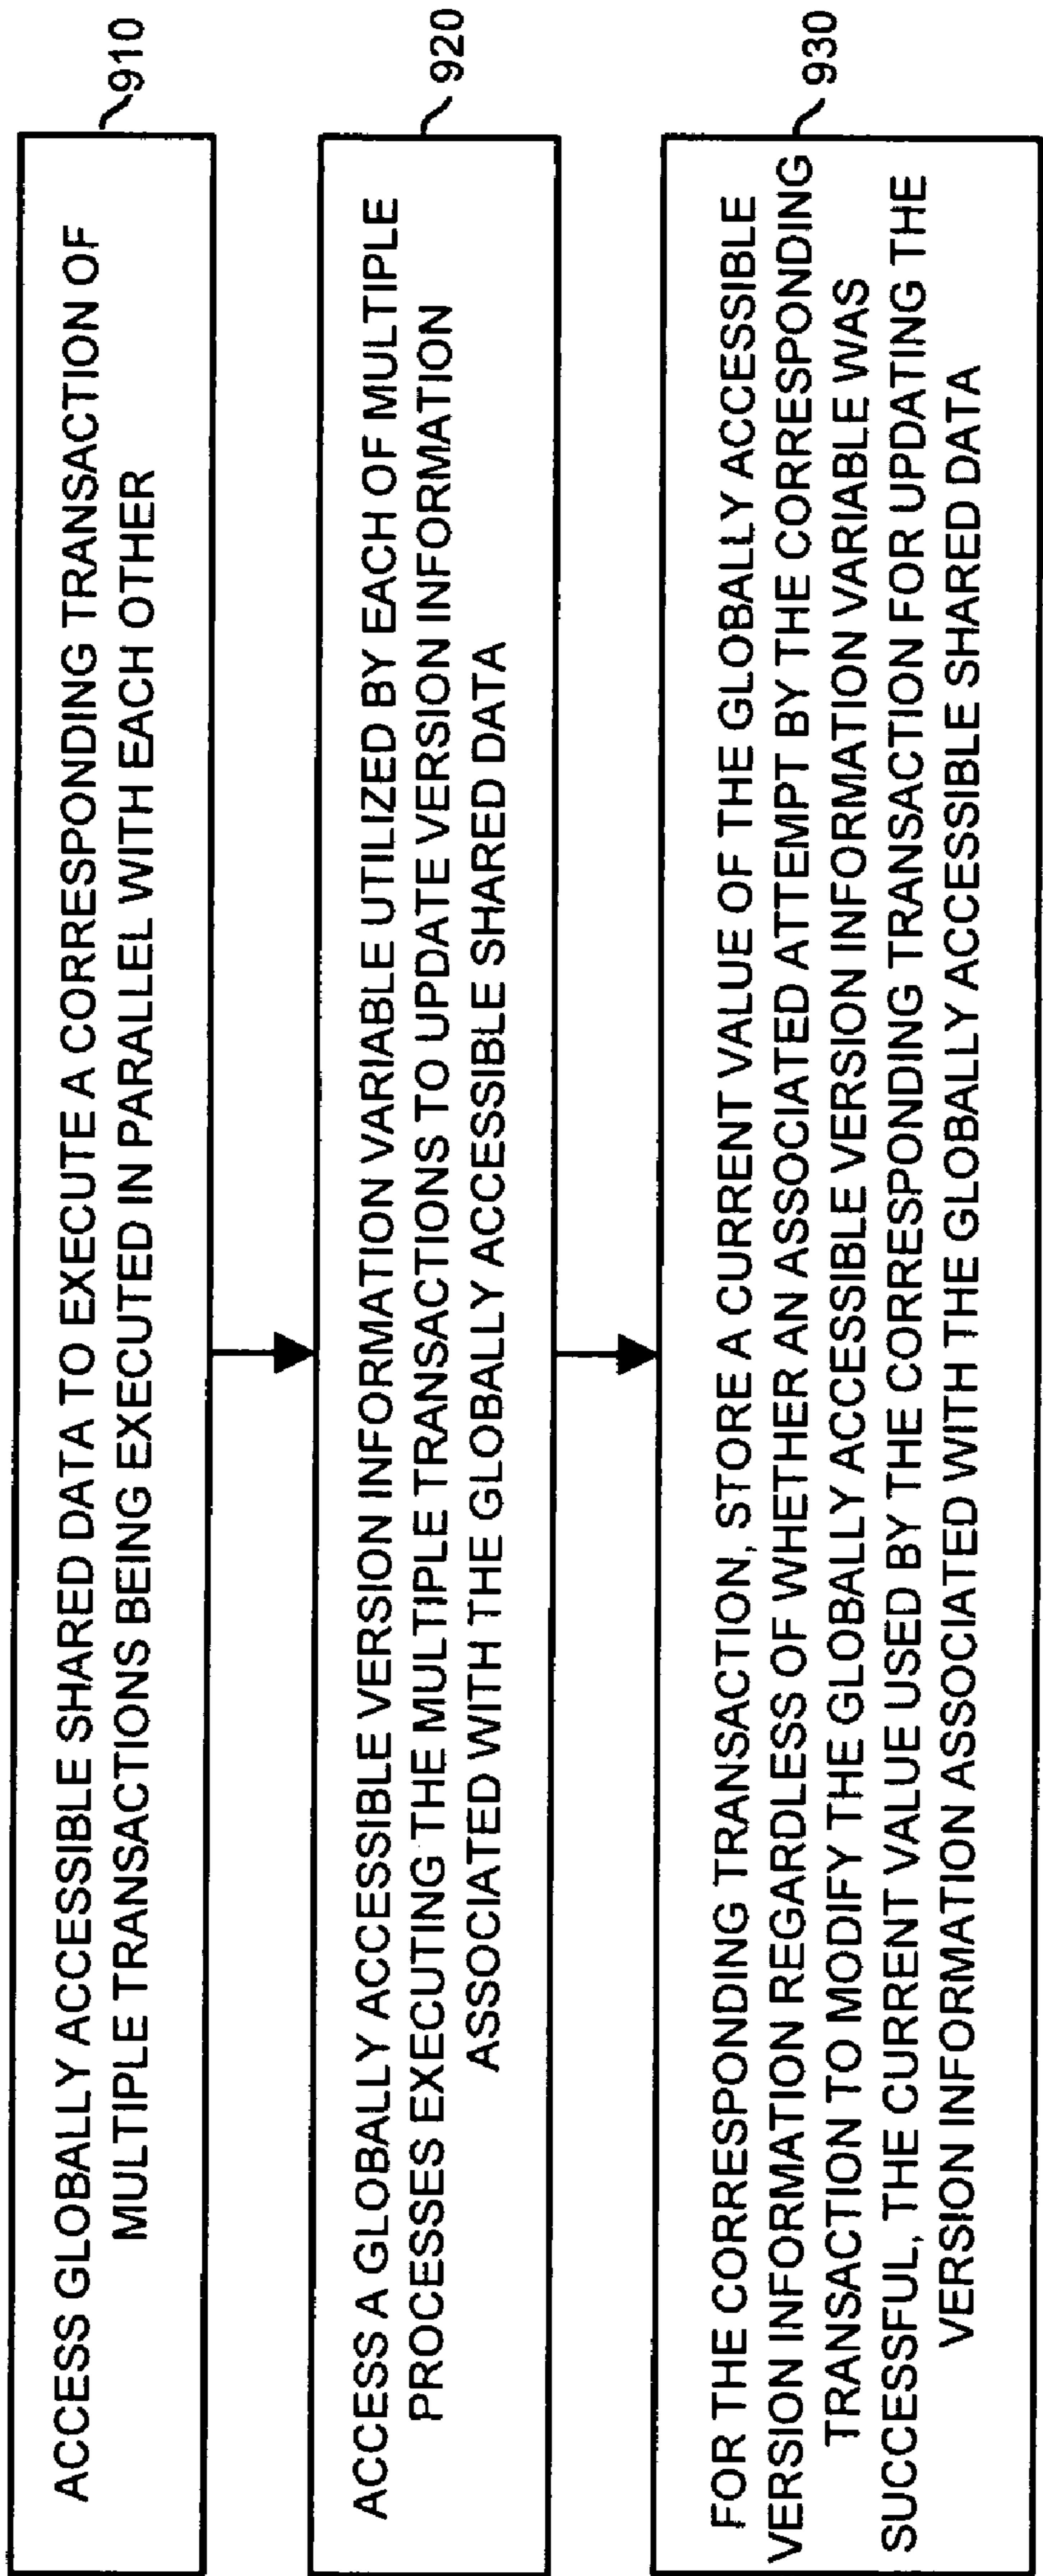 ACCESS GLOBALLY ACCESSIBLE SHARED DATA TO EXECUTE A CORRESPONDING TRANSACTION OF
MULTIPLE TRANSACTIONS BEING EXECUTED IN PARALLEL WITH EACH OTHER
910
ACCESS A GLOBALLY ACCESSIBLE VERSION INFORMATION VARIABLE UTILIZED BY EACH OF MULTIPLE
PROCESSES EXECUTING THE MULTIPLE TRANSACTIONS TO UPDATE VERSION INFORMATION
ASSOCIATED WITH THE GLOBALLY ACCESSIBLE SHARED DATA
920
FOR THE CORRESPONDING TRANSACTION, STORE A CURRENT VALUE OF THE GLOBALLY ACCESSIBLE
VERSION INFORMATION REGARDLESS OF WHETHER AN ASSOCIATED ATTEMPT BY THE CORRESPONDING
TRANSACTION TO MODIFY THE GLOBALLY ACCESSIBLE VERSION INFORMATION VARIABLE WAS
SUCCESSFUL, THE CURRENT VALUE USED BY THE CORRESPONDING TRANSACTION FOR UPDATING THE
VERSION INFORMATION ASSOCIATED WITH THE GLOBALLY ACCESSIBLE SHARED DATA
930